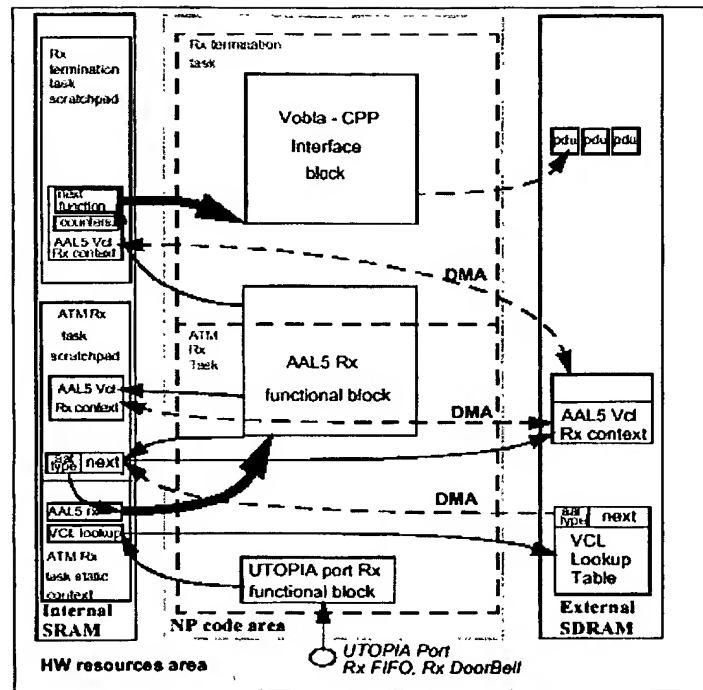 Rx
termination
task
scratchpad
next
function
counters
AAL5 Vcl
Rx context
ATM Rx
task
scratchpad
AAL5 Vcl
Rx context
aal
type
next
AAL5 rx
VCL lookup
ATM Rx
task static
context
Internal
SRAM
HW resources area
Rx termination
task
Vobla - CPP
Interface
block
ATM
Rx
Task
AAL5 Rx
functional block
UTOPIA port Rx
functional block
NP code area
UTOPIA Port
Rx FIFO, Rx DoorBell
DMA
DMA
DMA
pdu pdu pdu
AAL5 Vcl
Rx context
aal
type
next
VCL
Lookup
Table
External
SDRAM